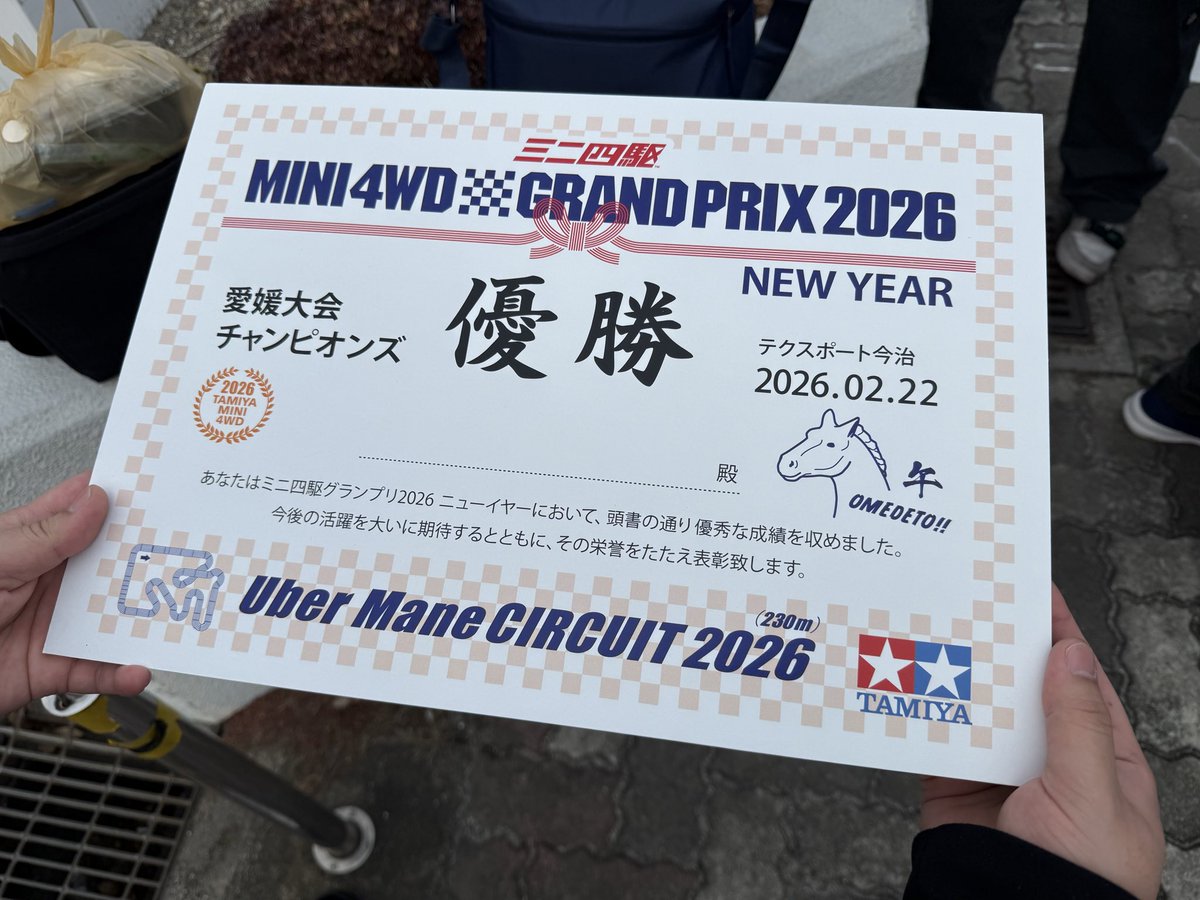 ミニ四駆
MINI4WD GRAND PRIX 2026
NEW YEAR
愛媛大会
チャンピオンズ
優勝
テクスポート今治
2026.02.22
2026
TAMIYA
MINI
4WD
殿
午
OMEDETO!!
あなたはミニ四駆グランプリ2026 ニューイヤーにおいて、頭書の通り優秀な成績を収めました。
今後の活躍を大いに期待するとともに、その栄誉をたたえ表彰致します。
Uber Mane CIRCUIT 2026
(230m)
TAMIYA